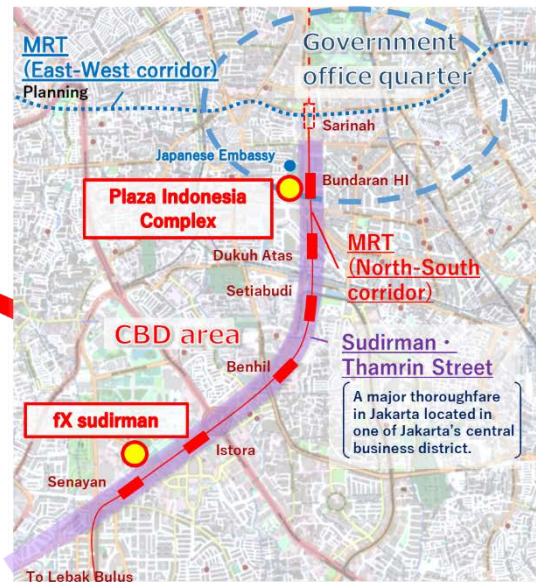 MRT
(East-West corridor)
Planning
Government
office quarter
Sarinah
Japanese Embassy
Bundaran HI
Plaza Indonesia
Complex
MRT
(North-South
corridor)
Dukuh Atas
Setiabudi
CBD area
Sudirman・
Thamrin Street
Benhil
A major thoroughfare
in Jakarta located in
one of Jakarta's central
business district.
fX sudirman
Istora
Senayan
To Lebak Bulus